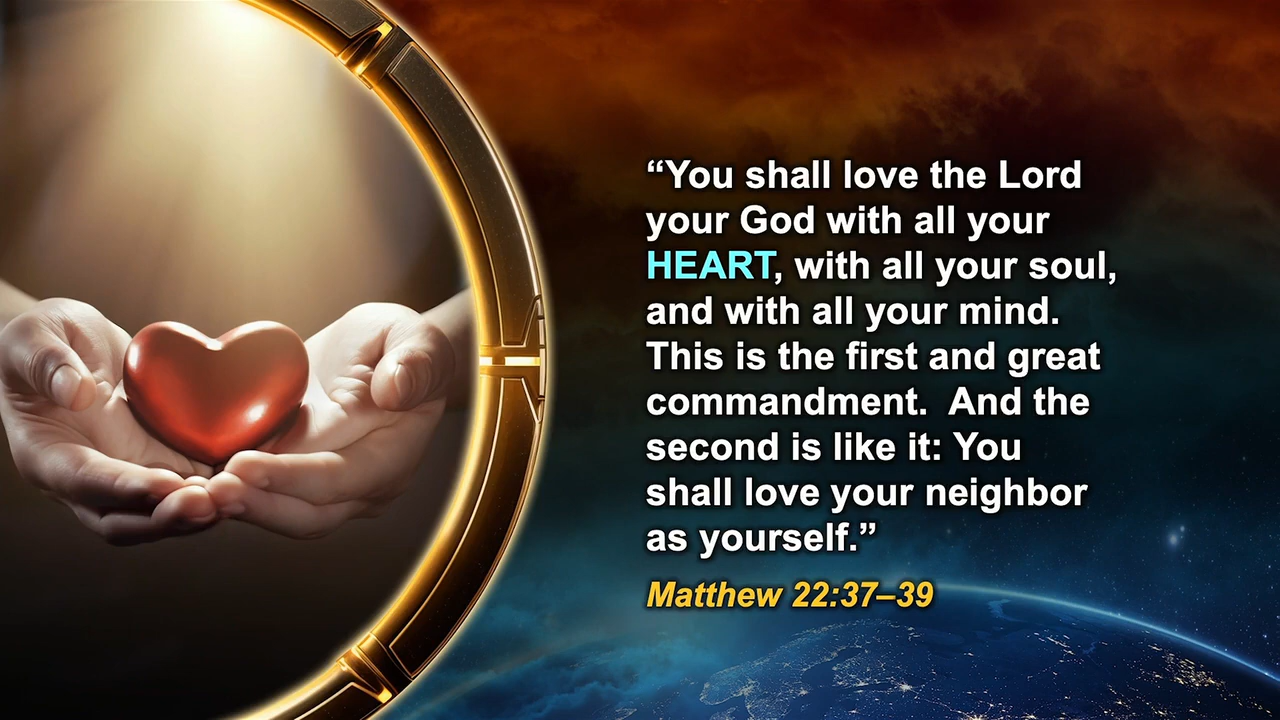 “You shall love the Lord
your God with all your
HEART, with all your soul,
and with all your mind.
This is the first and great
commandment.  And the
second is like it: You
shall love your neighbor
as yourself.”
Matthew 22:37–39